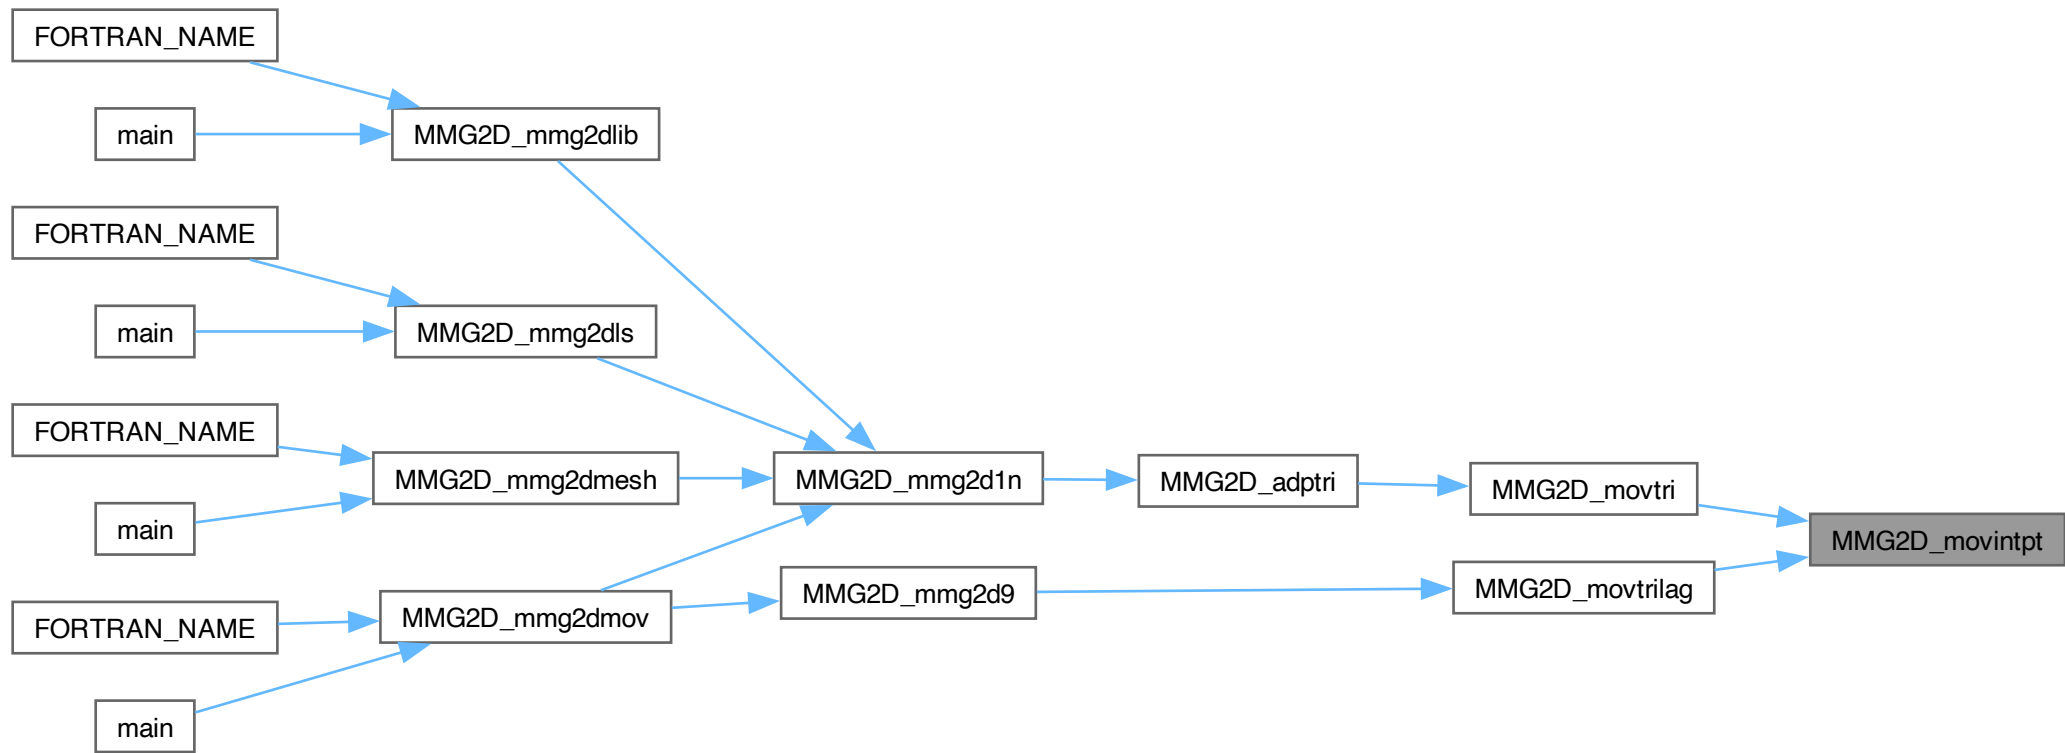 FORTRAN_NAME
main
MMG2D_mmg2dlib
FORTRAN_NAME
main
MMG2D_mmg2dls
FORTRAN_NAME
main
MMG2D_mmg2dmesh
MMG2D_mmg2d1n
MMG2D_adptri
MMG2D_movtri
MMG2D_movintpt
FORTRAN_NAME
main
MMG2D_mmg2dmov
MMG2D_mmg2d9
MMG2D_movtrilag